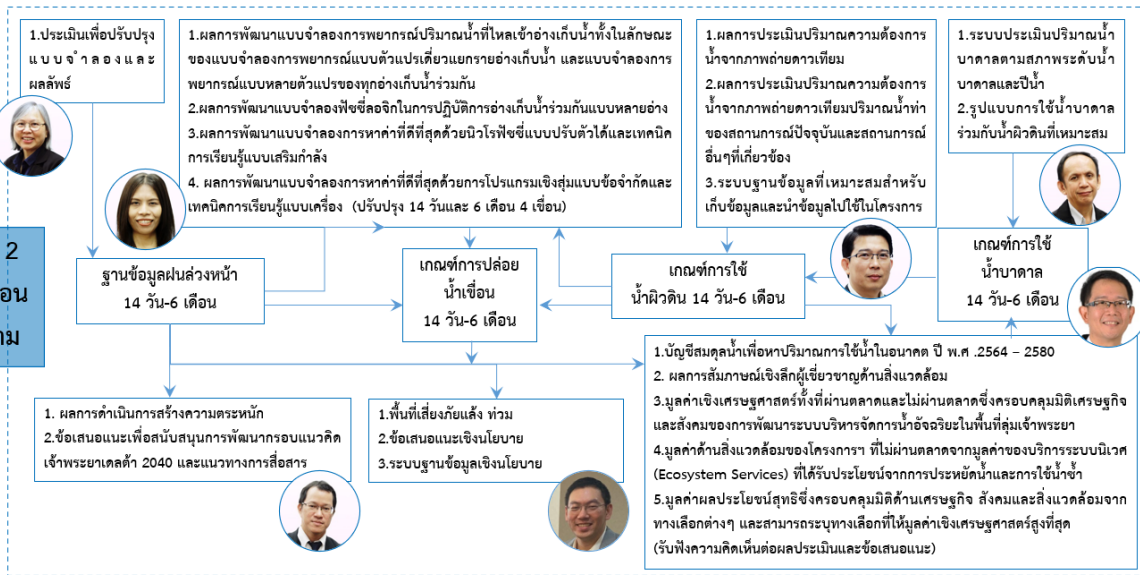 1.ประเมินเพื่อปรับปรุง
แบบจำลองและ
ผลลัพธ์
1.ผลการพัฒนาแบบจำลองการพยากรณ์ปริมาณน้ำที่ไหลเข้าอ่างเก็บน้ำทั้งในลักษณะ
ของแบบจำลองการพยากรณ์แบบตัวแปรเดี่ยวแยกรายอ่างเก็บน้ำ และแบบจำลองการ
พยากรณ์แบบหลายตัวแปรของทุกอ่างเก็บน้ำร่วมกัน
2.ผลการพัฒนาแบบจำลองฟัซซี่ลอจิกในการปฏิบัติการอ่างเก็บน้ำร่วมกันแบบหลายอ่าง
3.ผลการพัฒนาแบบจำลองการหาค่าที่ดีที่สุดด้วยนิวโรฟัซซี่แบบปรับตัวได้และเทคนิค
การเรียนรู้แบบเสริมกำลัง
4. ผลการพัฒนาแบบจำลองการหาค่าที่ดีที่สุดด้วยการโปรแกรมเชิงสุ่มแบบข้อจำกัดและ
เทคนิคการเรียนรู้แบบเครื่อง (ปรับปรุง 14 วันและ 6 เดือน 4 เขื่อน)
1.ผลการประเมินปริมาณความต้องการ
น้ำจากภาพถ่ายดาวเทียม
2.ผลการประเมินปริมาณความต้องการ
น้ำจากภาพถ่ายดาวเทียมปริมาณน้ำท่า
ของสถานการณ์ปัจจุบันและสถานการณ์
อื่นๆที่เกี่ยวข้อง
3.ระบบฐานข้อมูลที่เหมาะสมสำหรับ
เก็บข้อมูลและนำข้อมูลไปใช้ในโครงการ
1.ระบบประเมินปริมาณน้ำ
บาดาลตามสภาพระดับน้ำ
บาดาลและปีน้ำ
2.รูปแบบการใช้น้ำบาดาล
ร่วมกับน้ำผิวดินที่เหมาะสม
2
อน
าม
ฐานข้อมูลฝนล่วงหน้า
14 วัน-6 เดือน
เกณฑ์การปล่อย
น้ำเขื่อน
14 วัน-6 เดือน
เกณฑ์การใช้
น้ำผิวดิน 14 วัน-6 เดือน
เกณฑ์การใช้
น้ำบาดาล
14 วัน-6 เดือน
1. ผลการดำเนินการสร้างความตระหนัก
2.ข้อเสนอแนะเพื่อสนับสนุนการพัฒนากรอบแนวคิด
เจ้าพระยาเดลต้า 2040 และแนวทางการสื่อสาร
1.พื้นที่เสี่ยงภัยแล้ง ท่วม
2.ข้อเสนอแนะเชิงนโยบาย
3.ระบบฐานข้อมูลเชิงนโยบาย
1.บัญชีสมดุลน้ำเพื่อหาปริมาณการใช้น้ำในอนาคต ปี พ.ศ .2564 – 2580
2. ผลการสัมภาษณ์เชิงลึกผู้เชี่ยวชาญด้านสิ่งแวดล้อม
3.มูลค่าเชิงเศรษฐศาสตร์ทั้งที่ผ่านตลาดและไม่ผ่านตลาดซึ่งครอบคลุมมิติเศรษฐกิจ
และสังคมของการพัฒนาระบบบริหารจัดการน้ำอัจฉริยะในพื้นที่ลุ่มเจ้าพระยา
4.มูลค่าด้านสิ่งแวดล้อมของโครงการฯ ที่ไม่ผ่านตลาดจากมูลค่าของบริการระบบนิเวศ
(Ecosystem Services) ที่ได้รับประโยชน์จากการประหยัดน้ำและการใช้น้ำซ้ำ
5.มูลค่าผลประโยชน์สุทธิซึ่งครอบคลุมมิติด้านเศรษฐกิจ สังคมและสิ่งแวดล้อมจาก
ทางเลือกต่างๆ และสามารถระบุทางเลือกที่ให้มูลค่าเชิงเศรษฐศาสตร์สูงที่สุด
(รับฟังความคิดเห็นต่อผลประเมินและข้อเสนอแนะ)